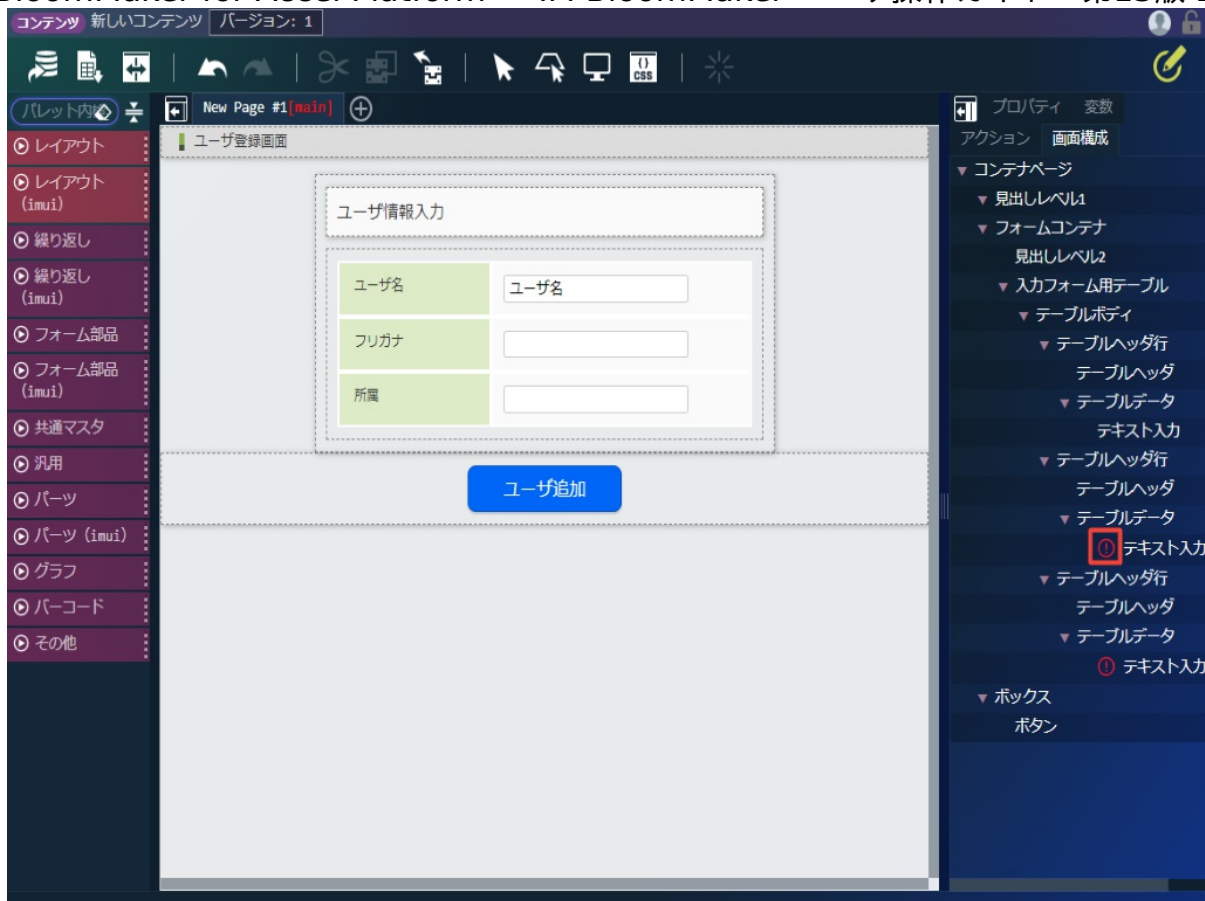 コンテンツ 新しいコンテンツ バージョン: 1
CSS
パレット内検
New Page #1[main]
プロパティ 変数
アクション 画面構成
レイアウト
レイアウト
(imui)
繰り返し
繰り返し
(imui)
フォーム部品
フォーム部品
(imui)
共通マスタ
汎用
パーツ
パーツ (imui)
グラフ
バーコード
その他
ユーザ登録画面
ユーザ情報入力
ユーザ名 ユーザ名
フリガナ
所属
ユーザ追加
コンテナページ
見出しレベル1
フォームコンテナ
見出しレベル2
入力フォーム用テーブル
テーブルボディ
テーブルヘッダ行
テーブルヘッダ
テーブルデータ
テキスト入力
テーブルヘッダ行
テーブルヘッダ
テーブルデータ
テキスト入力
テーブルヘッダ行
テーブルヘッダ
テーブルデータ
テキスト入力
ボックス
ボタン